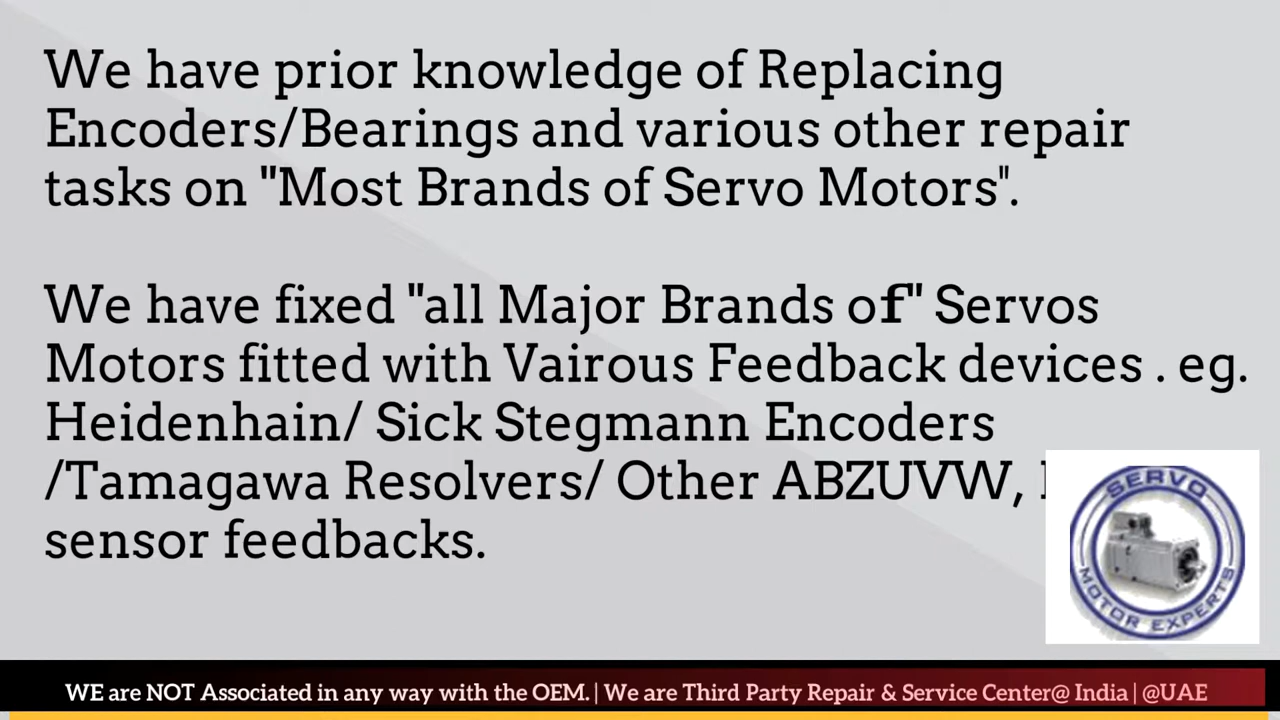 We have prior knowledge of Replacing
Encoders/Bearings and various other repair
tasks on "Most Brands of Servo Motors".
We have fixed "all Major Brands of" Servos
Motors fitted with Vairous Feedback devices . eg.
Heidenhain/ Sick Stegmann Encoders
/Tamagawa Resolvers/ Other ABZUVW,
sensor feedbacks.
SERVO
MOTOR EXPERTS
WE are NOT Associated in any way with the OEM. | We are Third Party Repair & Service Center@ India | @UAE